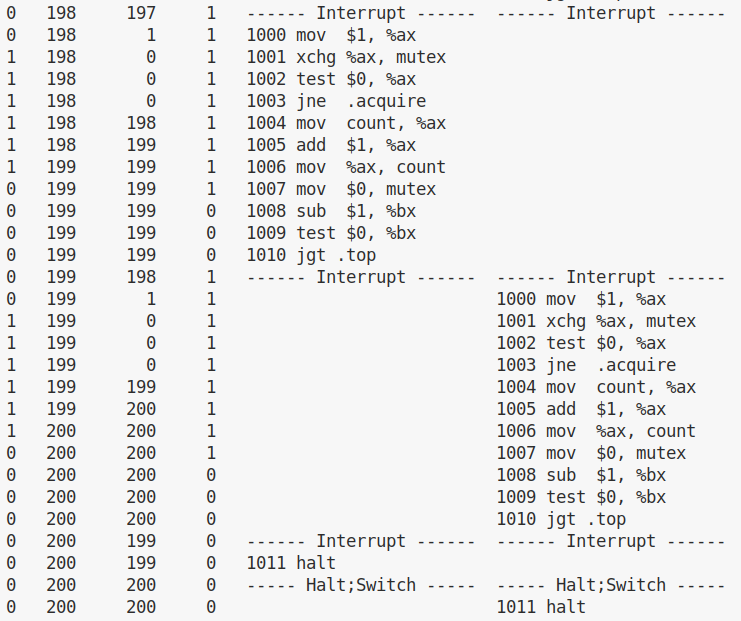 0   198     197     1   ------ Interrupt ------  ------ Interrupt ------
0   198       1     1   1000 mov  $1, %ax
1   198       0     1   1001 xchg %ax, mutex
1   198       0     1   1002 test $0, %ax
1   198       0     1   1003 jne  .acquire
1   198     198     1   1004 mov  count, %ax
1   198     199     1   1005 add  $1, %ax
1   199     199     1   1006 mov  %ax, count
0   199     199     1   1007 mov  $0, mutex
0   199     199     0   1008 sub  $1, %bx
0   199     199     0   1009 test $0, %bx
0   199     199     0   1010 jgt .top
0   199     198     1   ------ Interrupt ------  ------ Interrupt ------
0   199       1     1                            1000 mov  $1, %ax
1   199       0     1                            1001 xchg %ax, mutex
1   199       0     1                            1002 test $0, %ax
1   199       0     1                            1003 jne  .acquire
1   199     199     1                            1004 mov  count, %ax
1   199     200     1                            1005 add  $1, %ax
1   200     200     1                            1006 mov  %ax, count
0   200     200     1                            1007 mov  $0, mutex
0   200     200     0                            1008 sub  $1, %bx
0   200     200     0                            1009 test $0, %bx
0   200     200     0                            1010 jgt .top
0   200     199     0   ------ Interrupt ------  ------ Interrupt ------
0   200     199     0   1011 halt
0   200     200     0   ----- Halt;Switch -----  ----- Halt;Switch -----
0   200     200     0                            1011 halt